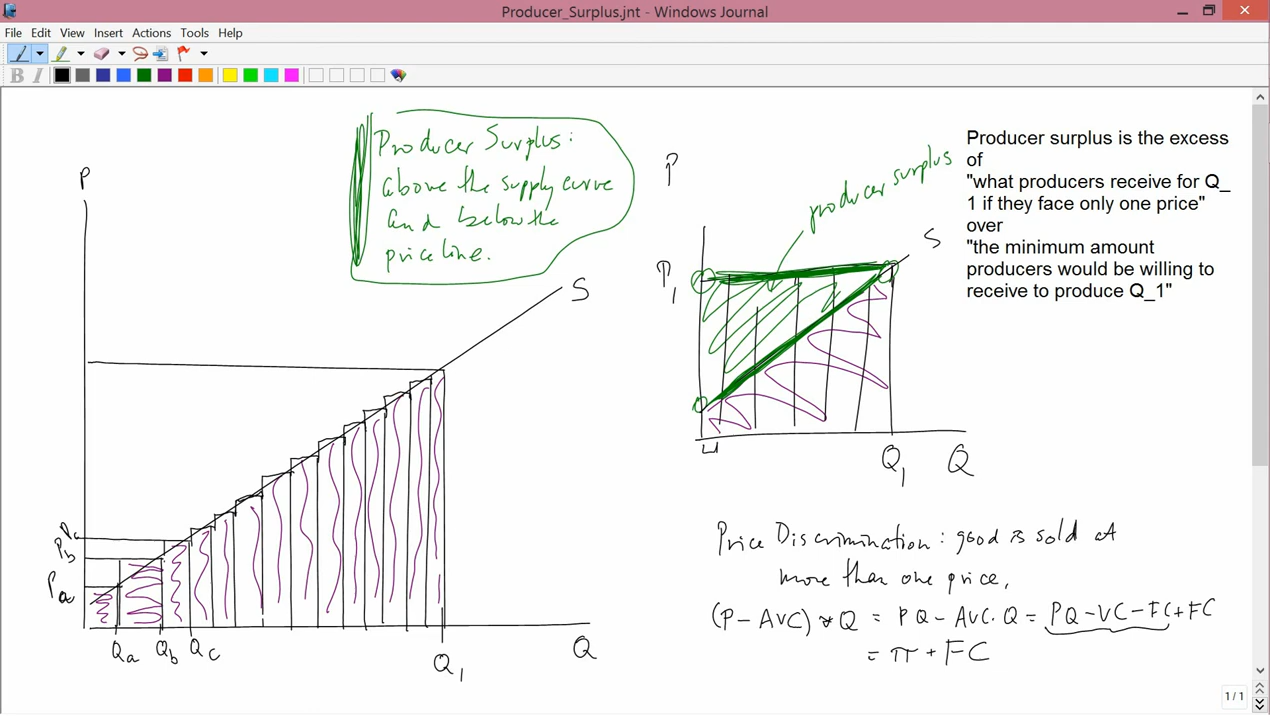 Producer_Surplus.jnt - Windows Journal
File Edit View Insert Actions Tools Help
B I
Producer Surplus:
above the supply curve
and below the
price line.
P
S
Pc
Pb
Pa
Qa Qb Qc
Q1
Q
P
producer surplus
S
P1
Q1
Q
Producer surplus is the excess
of
"what producers receive for Q_
1 if they face only one price"
over
"the minimum amount
producers would be willing to
receive to produce Q_1"
Price Discrimination: good is sold at
more than one price,
(P - AVC) * Q = PQ - AVC·Q = PQ - VC - FC + FC
= π + FC
1 / 1